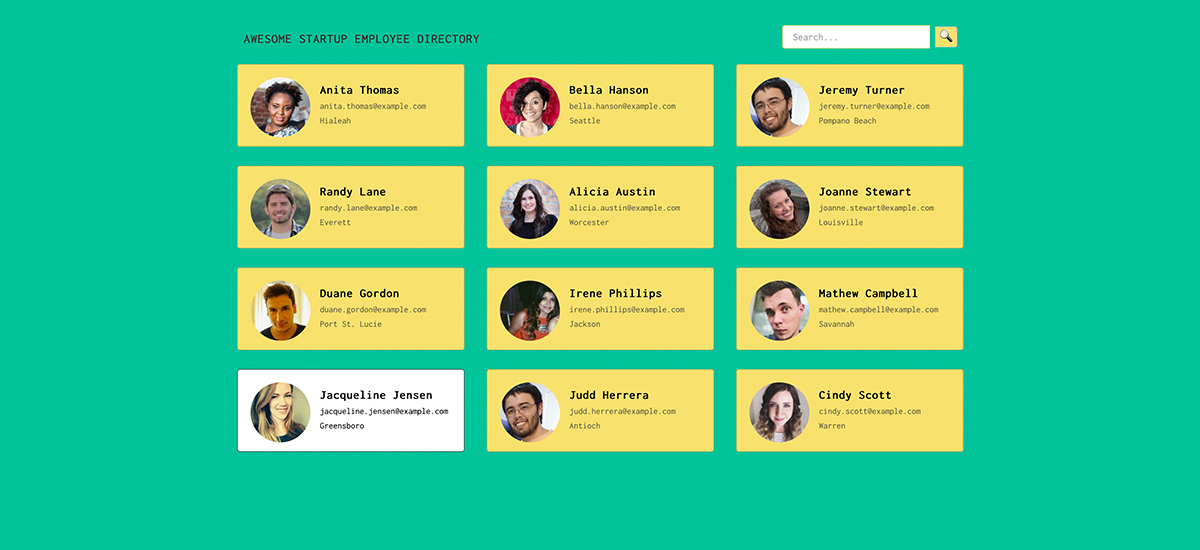 AWESOME STARTUP EMPLOYEE DIRECTORY
Search...
Anita Thomas
anita.thomas@example.com
Hialeah
Bella Hanson
bella.hanson@example.com
Seattle
Jeremy Turner
jeremy.turner@example.com
Pompano Beach
Randy Lane
randy.lane@example.com
Everett
Alicia Austin
alicia.austin@example.com
Worcester
Joanne Stewart
joanne.stewart@example.com
Louisville
Duane Gordon
duane.gordon@example.com
Port St. Lucie
Irene Phillips
irene.phillips@example.com
Jackson
Mathew Campbell
mathew.campbell@example.com
Savannah
Jacqueline Jensen
jacqueline.jensen@example.com
Greensboro
Judd Herrera
judd.herrera@example.com
Antioch
Cindy Scott
cindy.scott@example.com
Warren